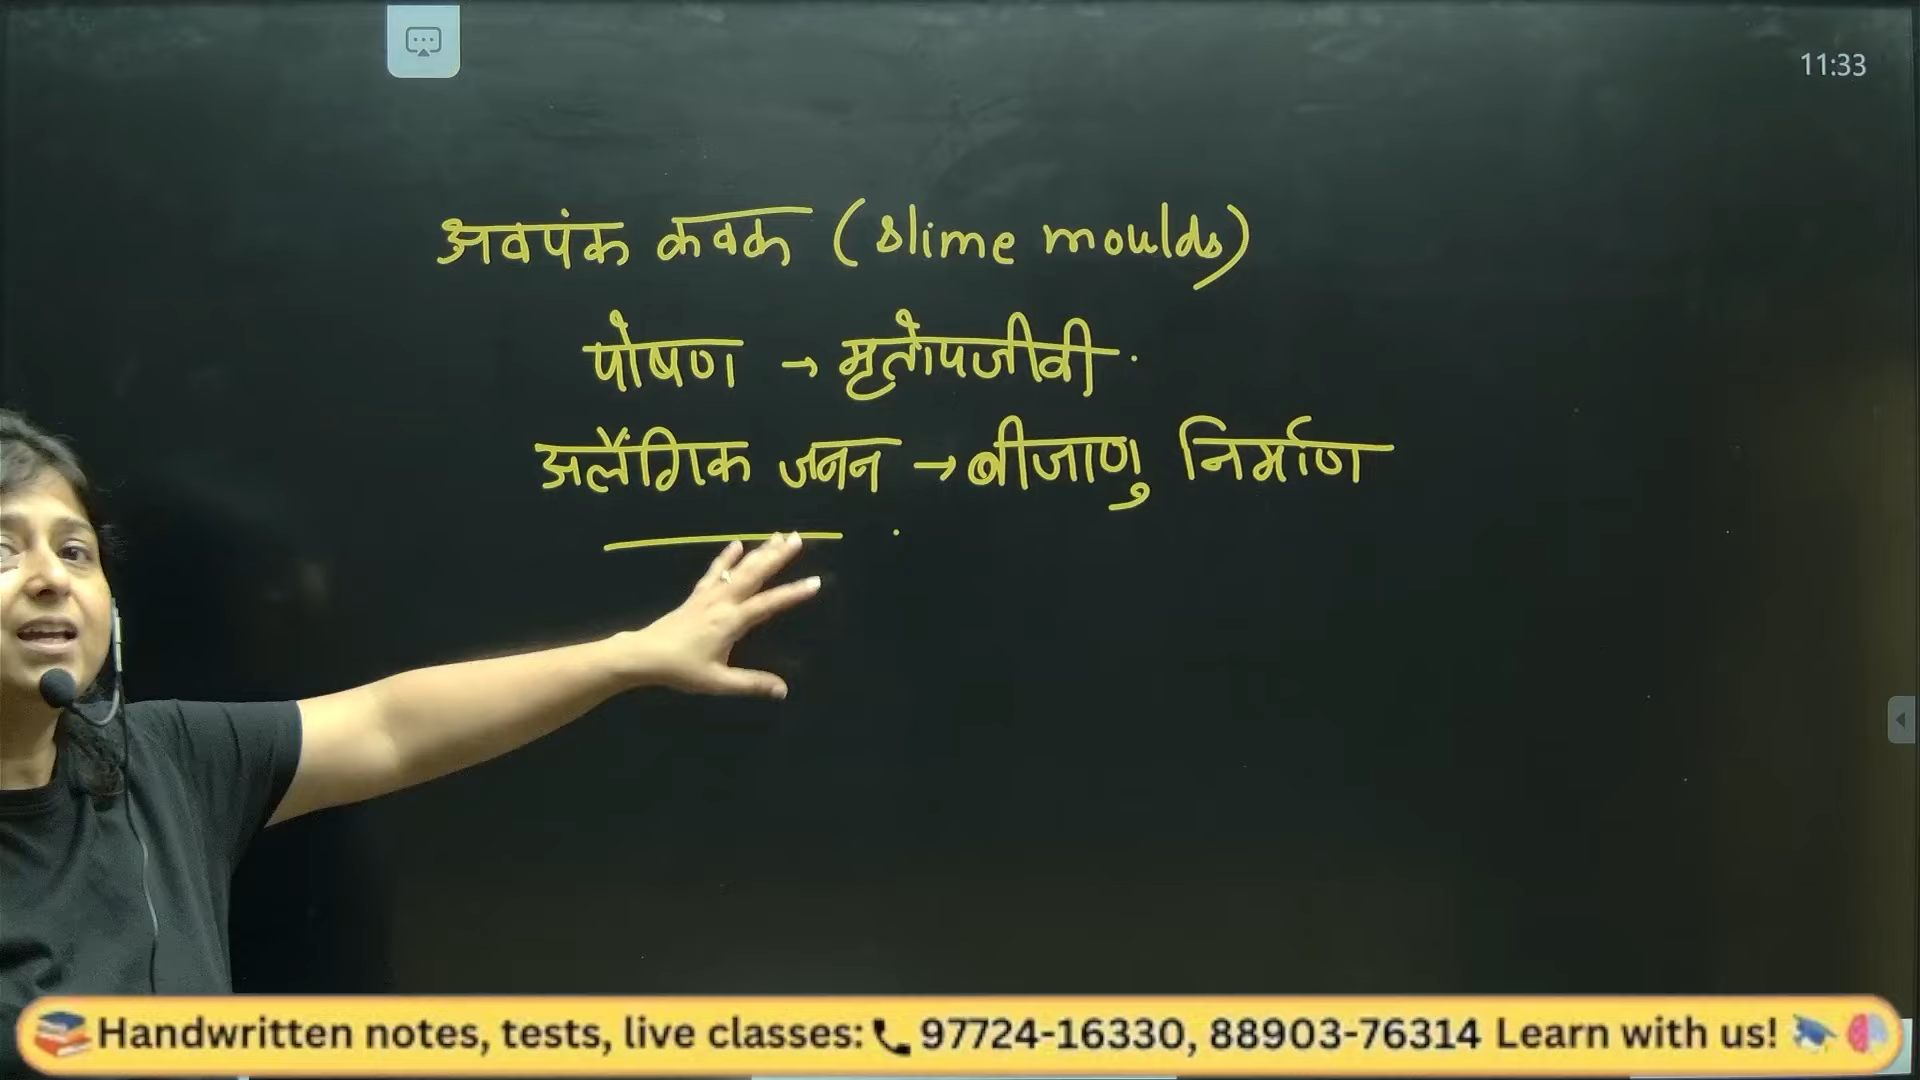 11:33
अवपंक कवक (slime moulds)
पोषण → मृतोपजीवी
अलैंगिक जनन → बीजाणु निर्माण
Handwritten notes, tests, live classes: 97724-16330, 88903-76314 Learn with us!